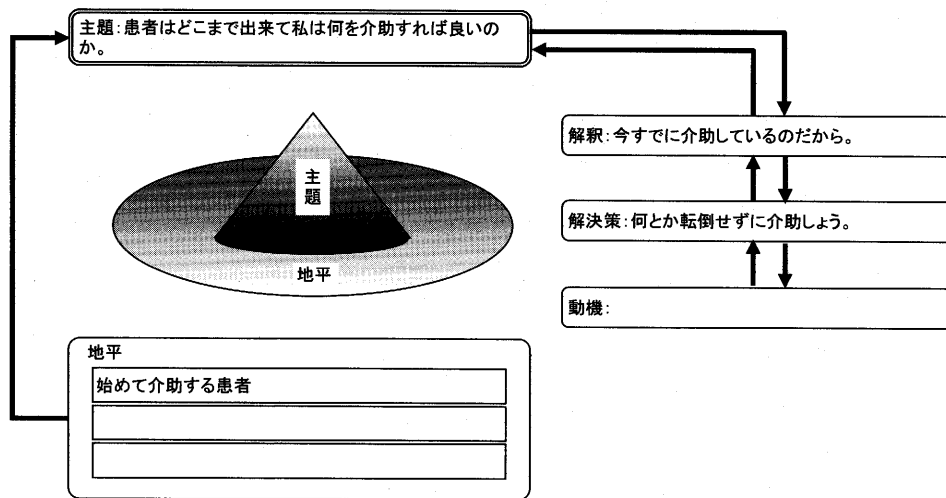 主題：患者はどこまで出来て私は何を介助すれば良いの
か。
解釈：今すでに介助しているのだから。
主
題
解決策：何とか転倒せずに介助しょう。
地平
動機：
地平
始めて介助する患者